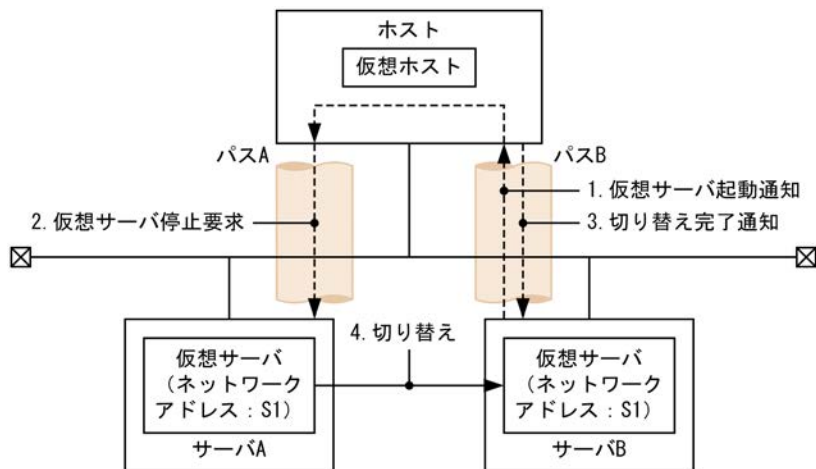 ホスト
仮想ホスト
パスA
パスB
1. 仮想サーバ起動通知
2. 仮想サーバ停止要求
3. 切り替え完了通知
4. 切り替え
仮想サーバ
（ネットワーク
アドレス：S1）
サーバA
仮想サーバ
（ネットワーク
アドレス：S1）
サーバB